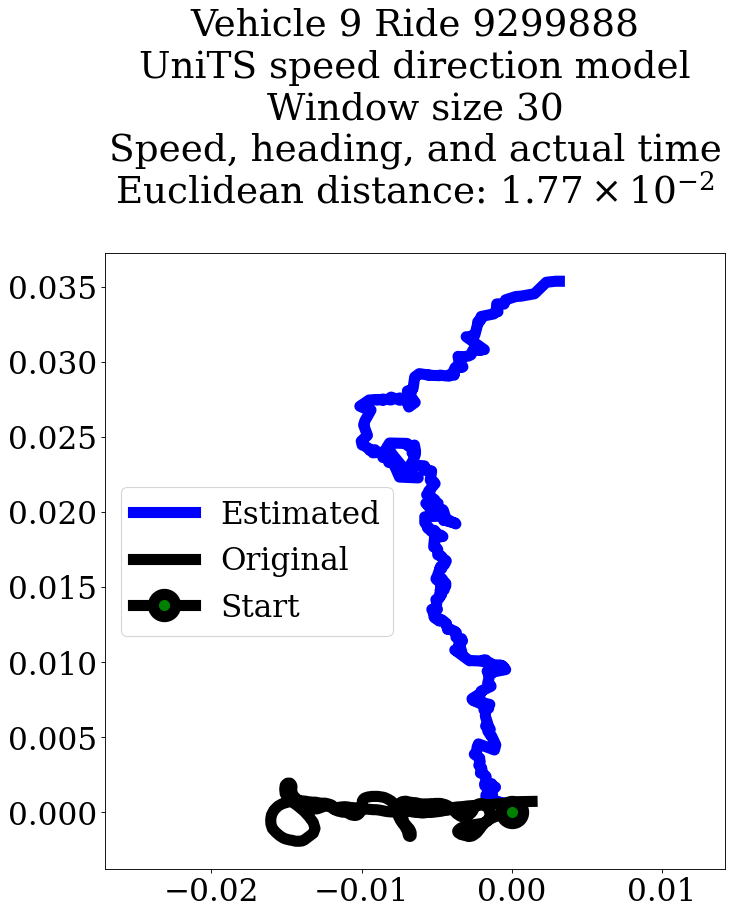 Vehicle 9 Ride 9299888
UniTS speed direction model
Window size 30
Speed, heading, and actual time
Euclidean distance: 1.77 × 10⁻²
0.035
0.030
0.025
0.020
0.015
0.010
0.005
0.000
Estimated
Original
Start
−0.02 −0.01 0.00 0.01